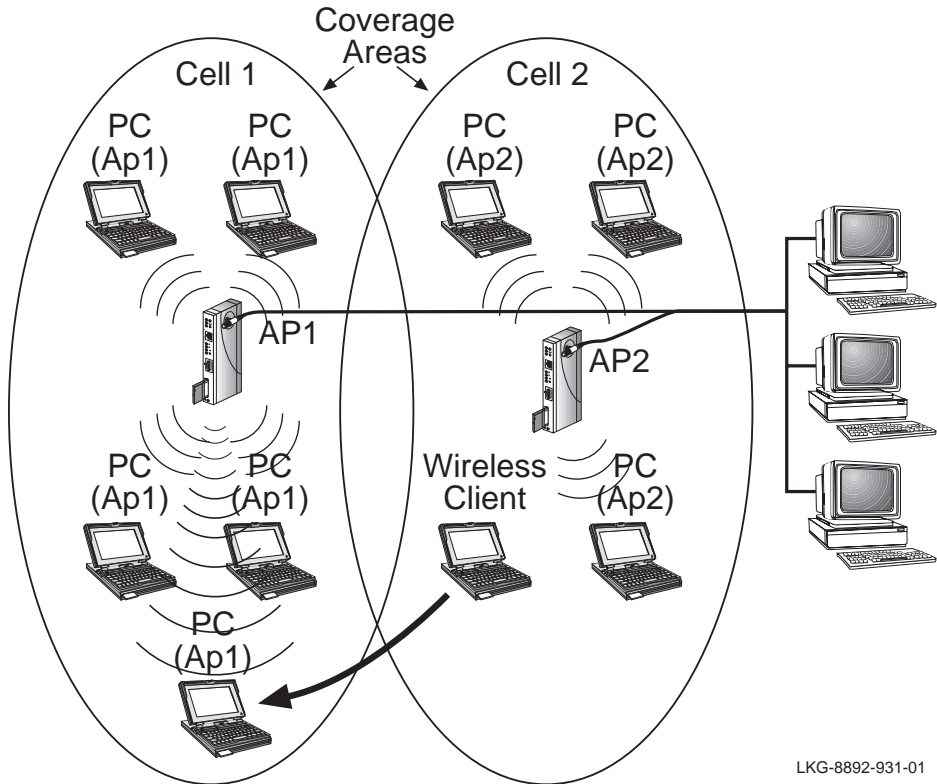 Coverage
Areas
Cell 1
Cell 2
PC
(Ap1)
PC
(Ap1)
PC
(Ap2)
PC
(Ap2)
AP1
AP2
PC
(Ap1)
PC
(Ap1)
Wireless
Client
PC
(Ap2)
PC
(Ap1)
LKG-8892-931-01